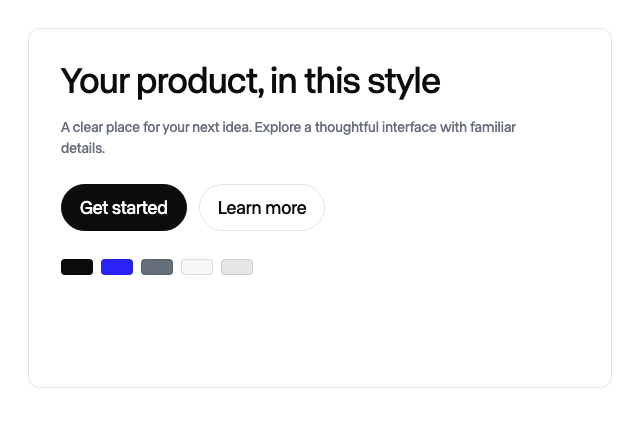 Your product, in this style
A clear place for your next idea. Explore a thoughtful interface with familiar
details.
Get started
Learn more